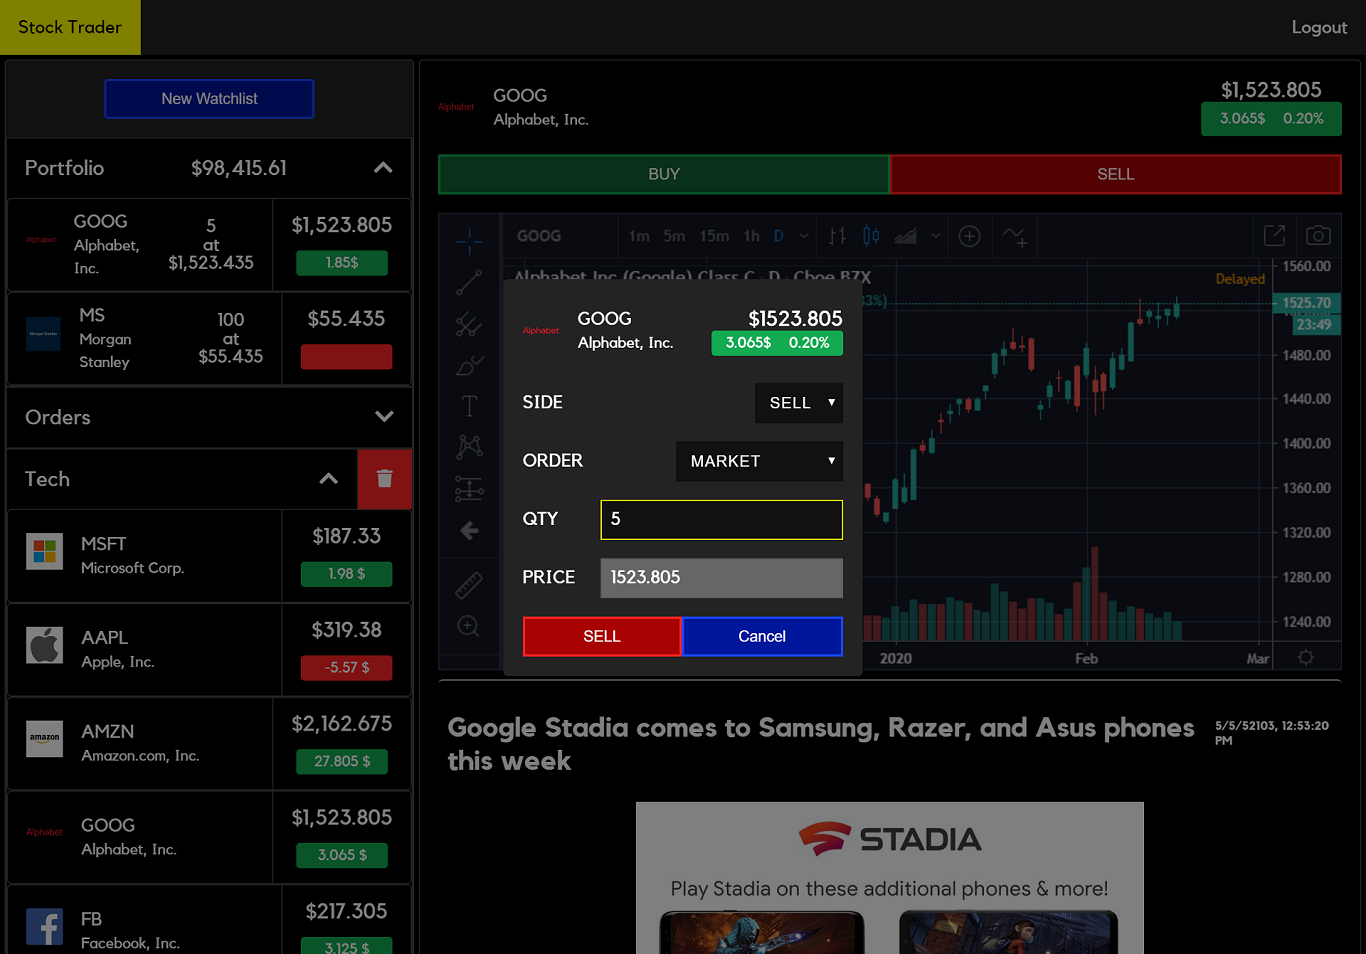 Stock Trader
Logout
New Watchlist
Portfolio $98,415.61
GOOG
Alphabet,
Inc.
5
at
$1,523.435
$1,523.805
1.85$
MS
Morgan
Stanley
100
at
$55.435
$55.435
Orders
Tech
MSFT
Microsoft Corp.
$187.33
1.98 $
AAPL
Apple, Inc.
$319.38
-5.57 $
amazon
AMZN
Amazon.com, Inc.
$2,162.675
27.805 $
Alphabet
GOOG
Alphabet, Inc.
$1,523.805
3.065 $
FB
Facebook, Inc.
$217.305
3.125 $
Alphabet
GOOG
Alphabet, Inc.
$1,523.805
3.065$ 0.20%
BUY
SELL
GOOG 1m 5m 15m 1h D
Alphabet Inc (Google) Class C · D · Cboe BZX
Delayed
1560.00
1525.70
23:49
1480.00
1440.00
1400.00
1360.00
1320.00
1280.00
1240.00
2020 Feb Mar
Alphabet
GOOG
Alphabet, Inc.
$1523.805
3.065$ 0.20%
SIDE SELL
ORDER MARKET
QTY 5
PRICE 1523.805
SELL Cancel
Google Stadia comes to Samsung, Razer, and Asus phones
this week
5/5/52103, 12:53:20
PM
STADIA
Play Stadia on these additional phones & more!